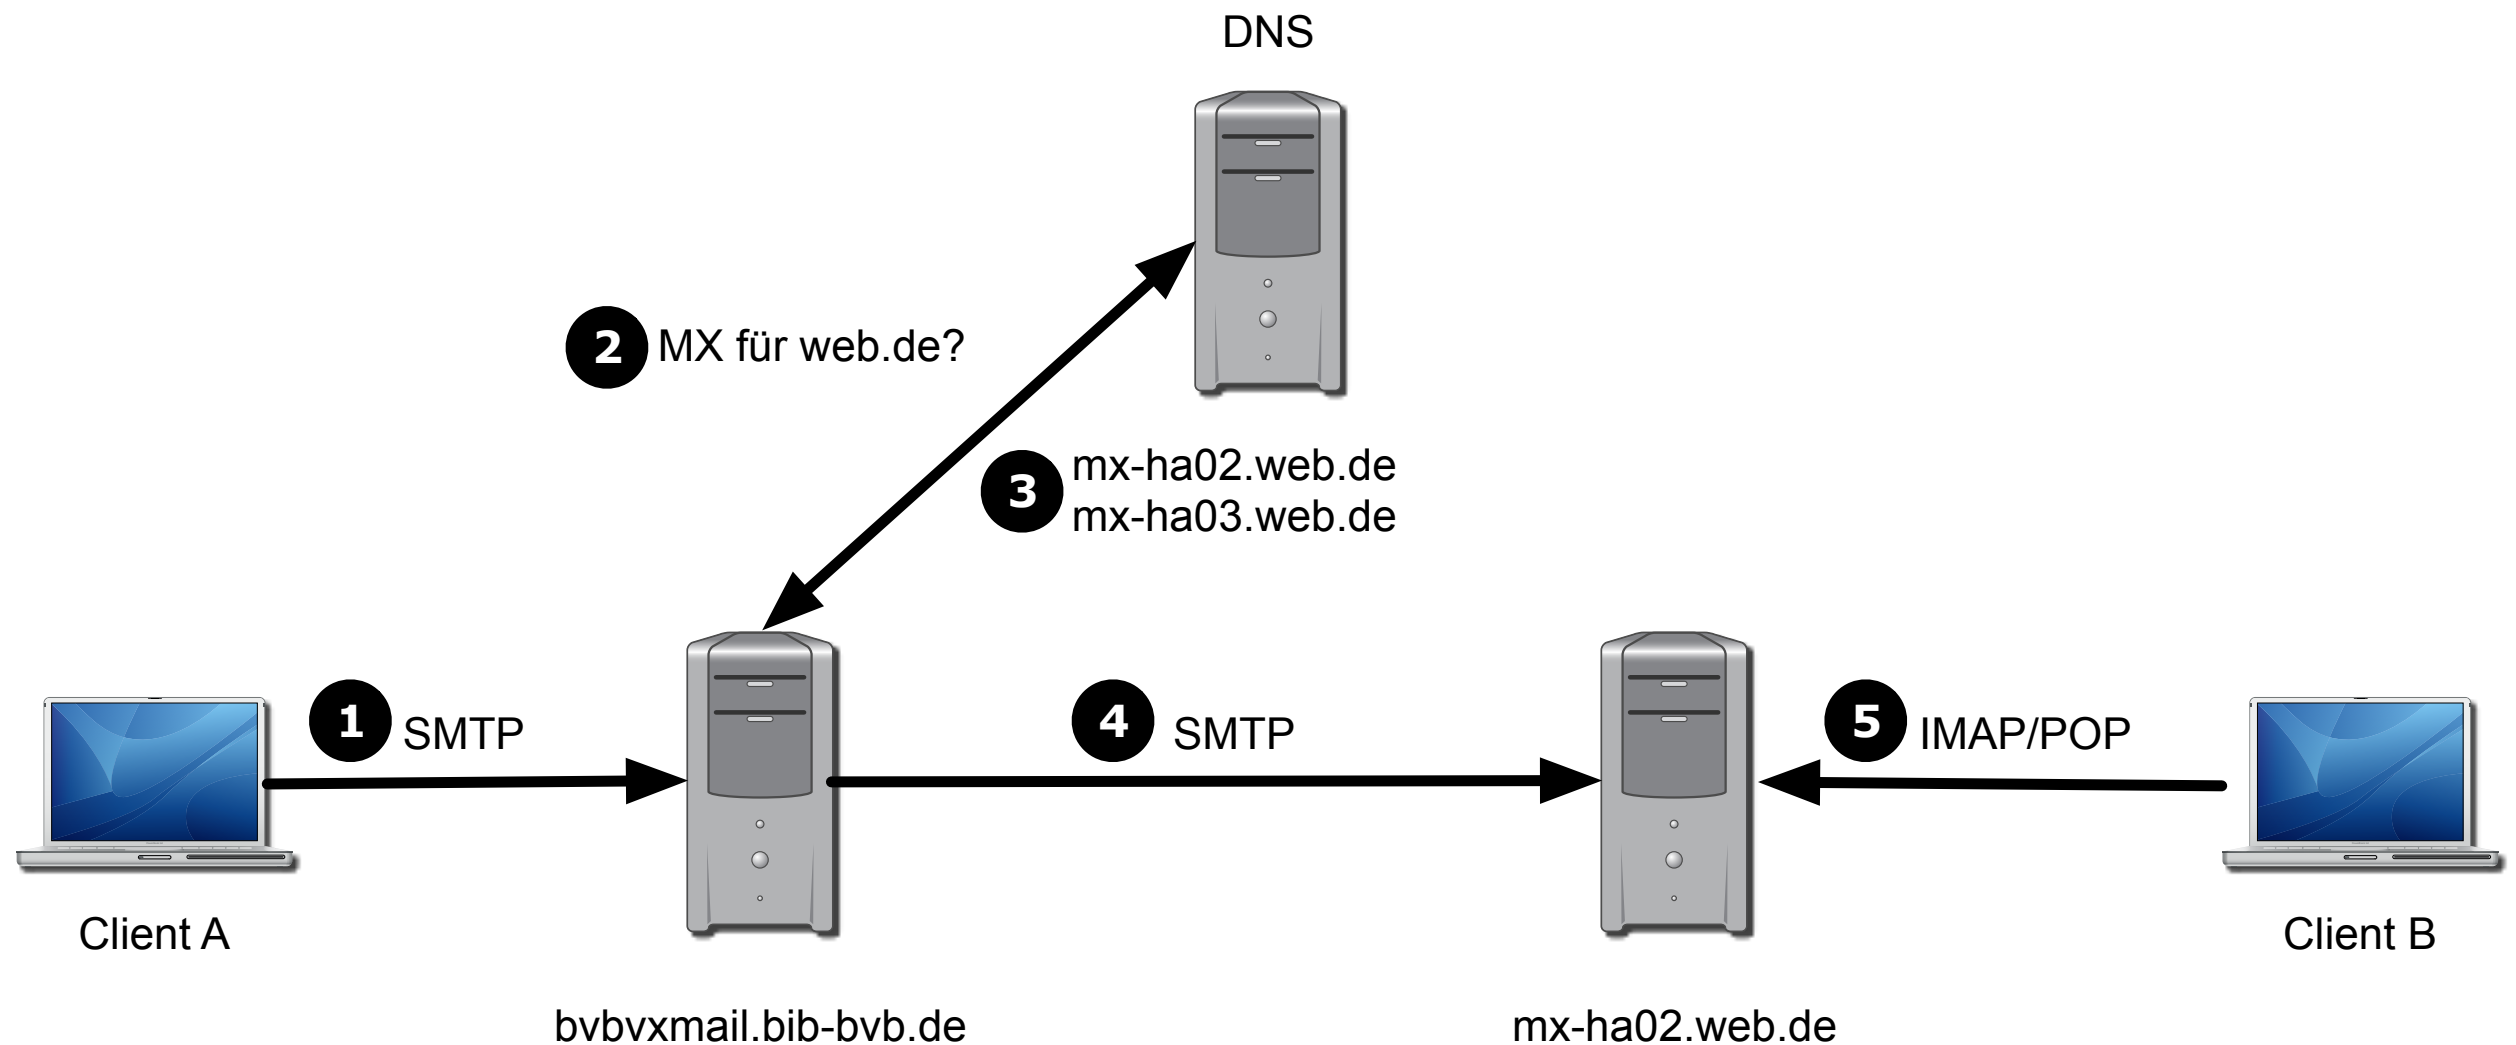 DNS
2 MX für web.de?
3 mx-ha02.web.de
mx-ha03.web.de
1 SMTP
4 SMTP
5 IMAP/POP
Client A
Client B
bvbvxmail.bib-bvb.de
mx-ha02.web.de